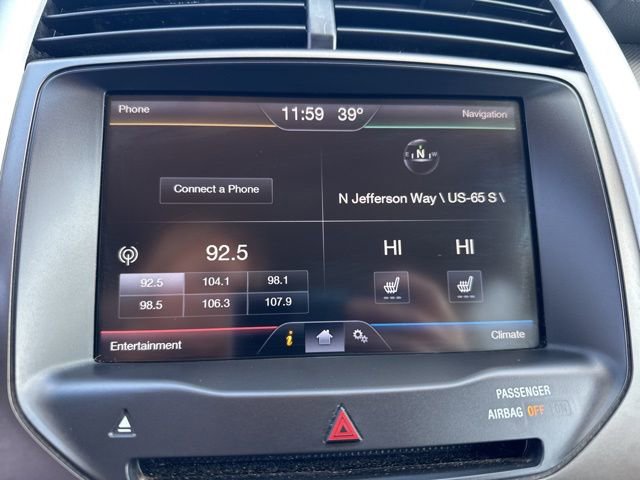 Phone
11:59 39°
Navigation
E N W
Connect a Phone
N Jefferson Way \ US-65 S \
92.5
HI HI
92.5 104.1 98.1
98.5 106.3 107.9
Entertainment
i
Climate
PASSENGER
AIRBAG OFF ON